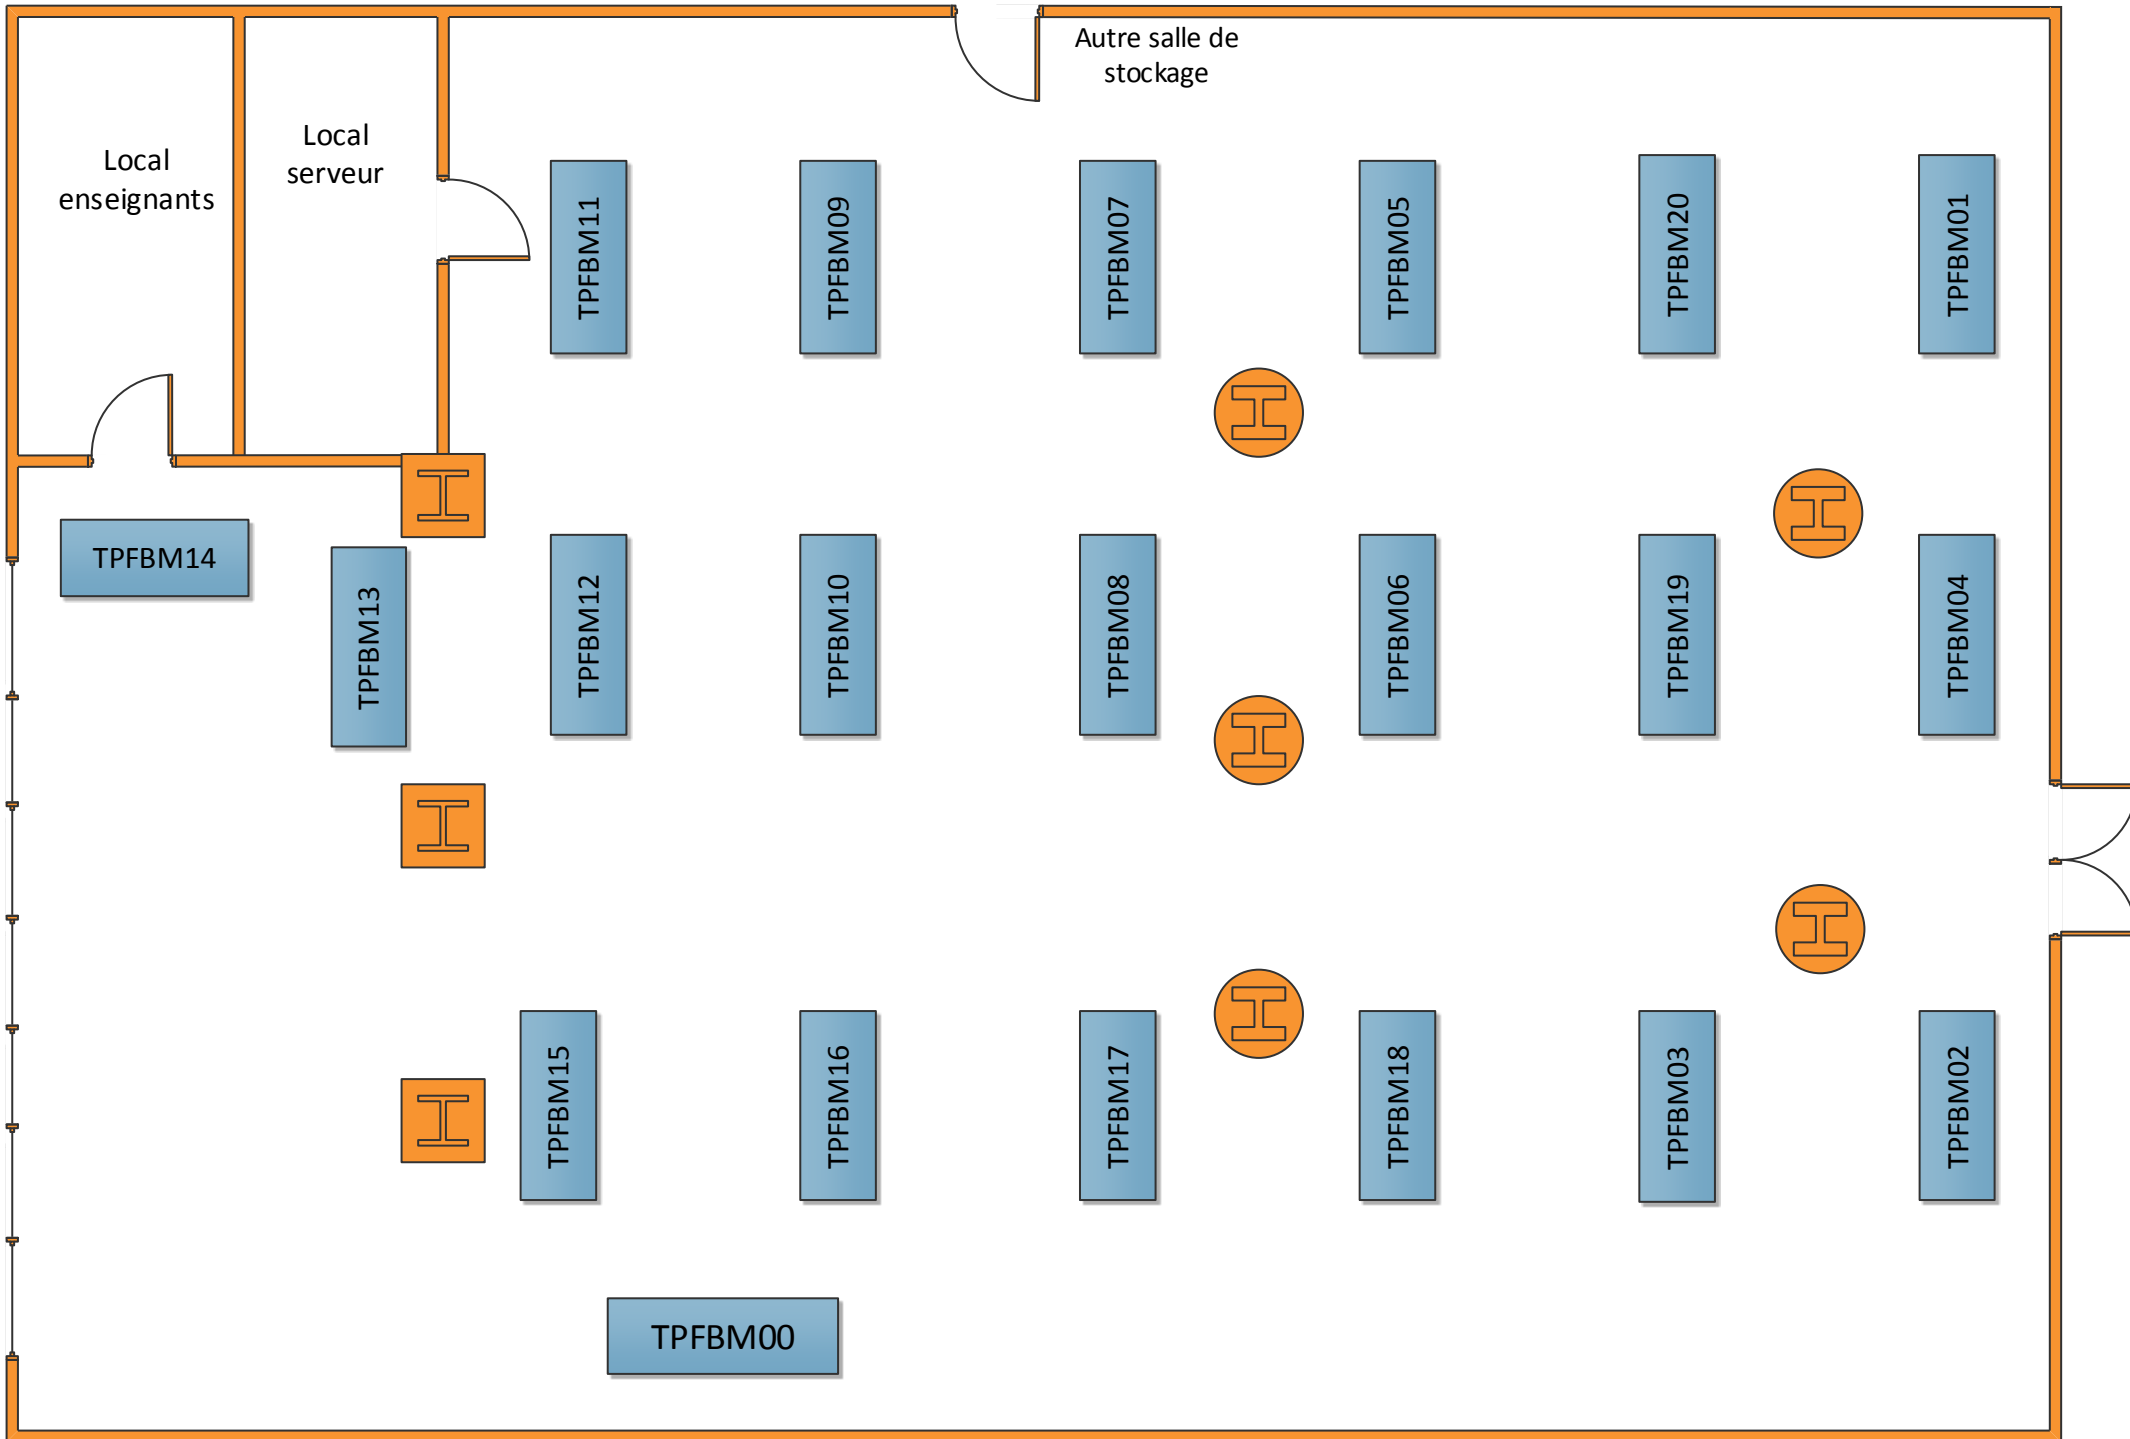 Autre salle de
stockage
Local
enseignants
Local
serveur
TPFBM11
TPFBM09
TPFBM07
TPFBM05
TPFBM20
TPFBM01
TPFBM14
TPFBM13
TPFBM12
TPFBM10
TPFBM08
TPFBM06
TPFBM19
TPFBM04
TPFBM15
TPFBM16
TPFBM17
TPFBM18
TPFBM03
TPFBM02
TPFBM00